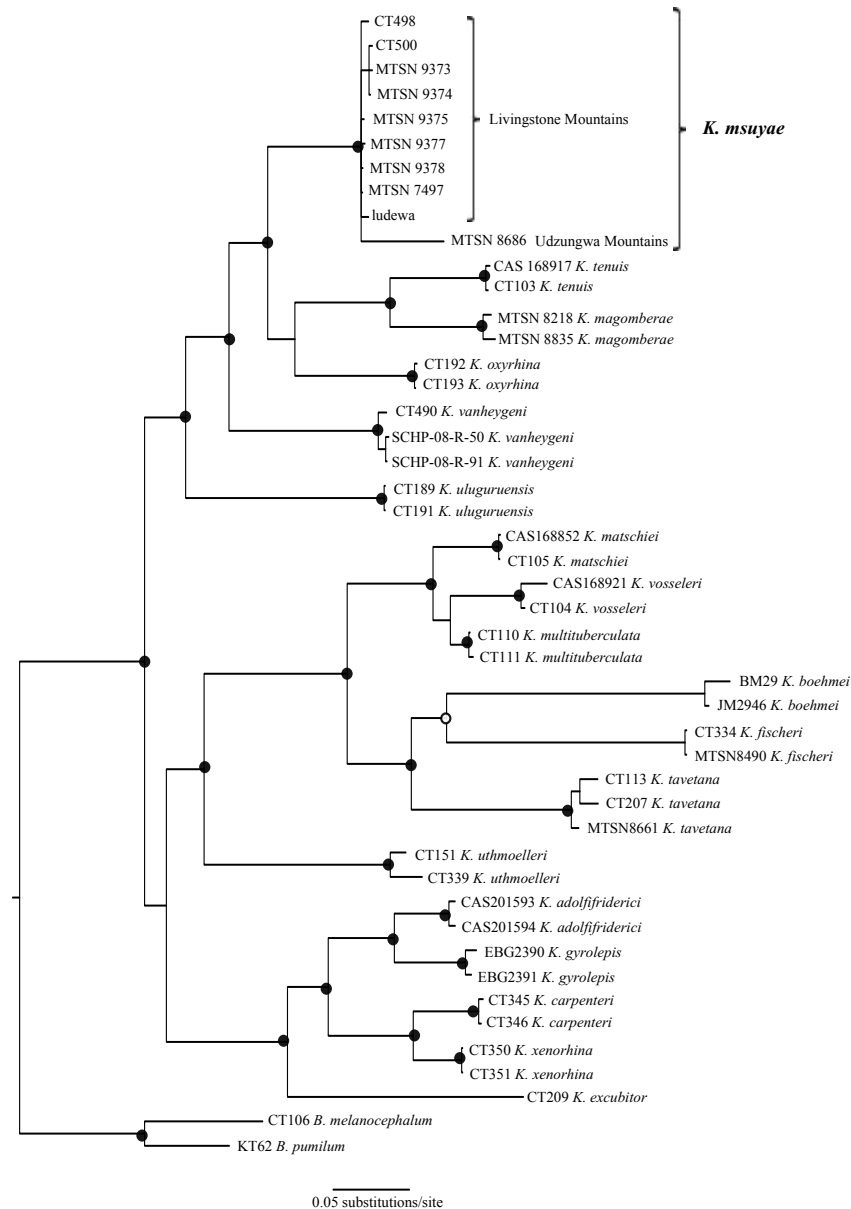 CT498
CT500
MTSN 9373
MTSN 9374
MTSN 9375
MTSN 9377
MTSN 9378
MTSN 7497
ludewa
Livingstone Mountains
K. msuyae
MTSN 8686 Udzungwa Mountains
CAS 168917 K. tenuis
CT103 K. tenuis
MTSN 8218 K. magomberae
MTSN 8835 K. magomberae
CT192 K. oxyrhina
CT193 K. oxyrhina
CT490 K. vanheygeni
SCHP-08-R-50 K. vanheygeni
SCHP-08-R-91 K. vanheygeni
CT189 K. uluguruensis
CT191 K. uluguruensis
CAS168852 K. matschiei
CT105 K. matschiei
CAS168921 K. vosseleri
CT104 K. vosseleri
CT110 K. multituberculata
CT111 K. multituberculata
BM29 K. boehmei
JM2946 K. boehmei
CT334 K. fischeri
MTSN8490 K. fischeri
CT113 K. tavetana
CT207 K. tavetana
MTSN8661 K. tavetana
CT151 K. uthmoelleri
CT339 K. uthmoelleri
CAS201593 K. adolfifriderici
CAS201594 K. adolfifriderici
EBG2390 K. gyrolepis
EBG2391 K. gyrolepis
CT345 K. carpenteri
CT346 K. carpenteri
CT350 K. xenorhina
CT351 K. xenorhina
CT209 K. excubitor
CT106 B. melanocephalum
KT62 B. pumilum
0.05 substitutions/site